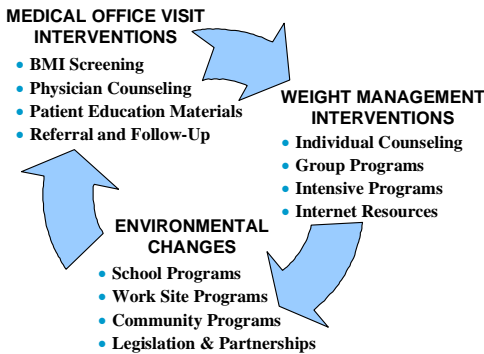 MEDICAL OFFICE VISIT
INTERVENTIONS
• BMI Screening
• Physician Counseling
• Patient Education Materials
• Referral and Follow-Up
WEIGHT MANAGEMENT
INTERVENTIONS
• Individual Counseling
• Group Programs
• Intensive Programs
• Internet Resources
ENVIRONMENTAL
CHANGES
• School Programs
• Work Site Programs
• Community Programs
• Legislation & Partnerships